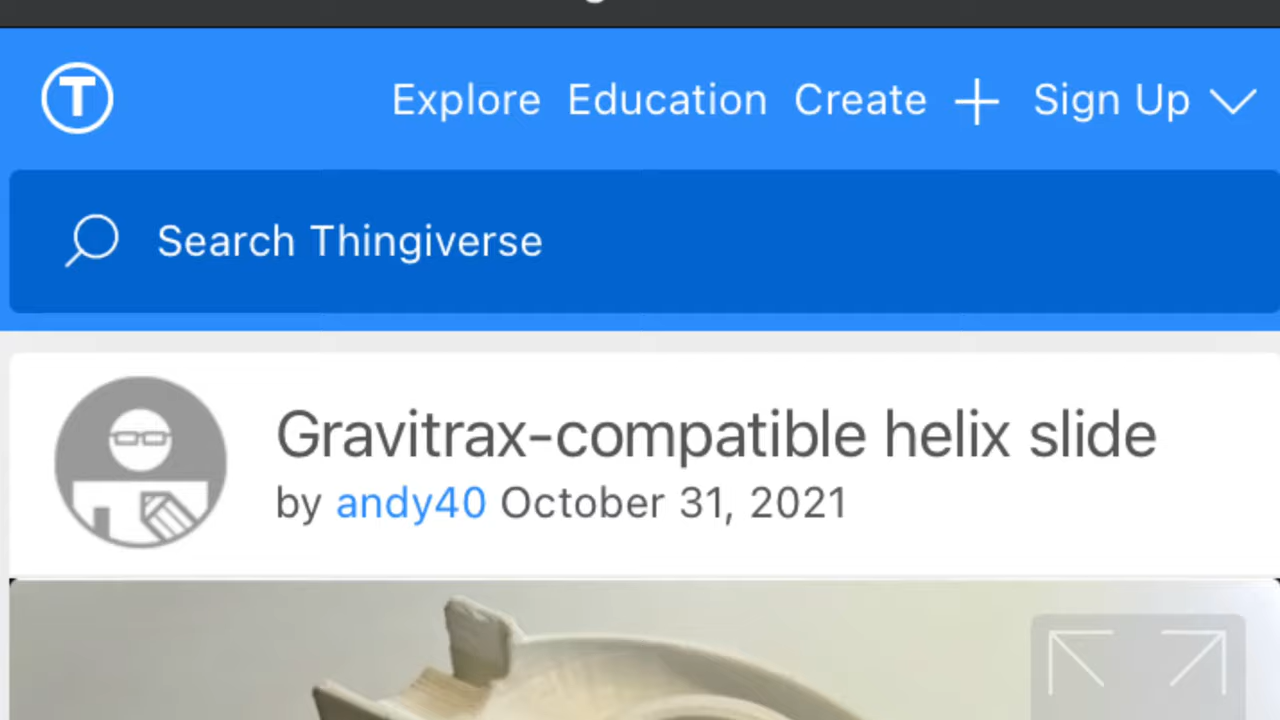 T
Explore Education Create + Sign Up
Search Thingiverse
Gravitrax-compatible helix slide
by andy40 October 31, 2021